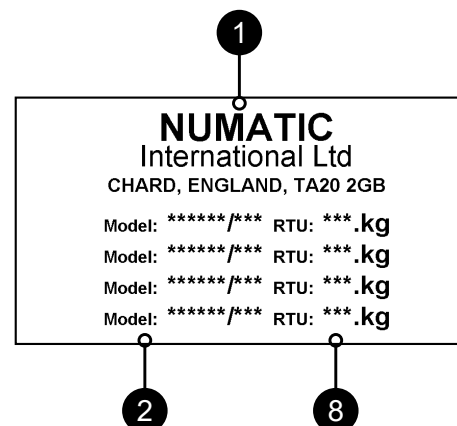 1
NUMATIC
International Ltd
CHARD, ENGLAND, TA20 2GB
Model: ******/*** RTU: ***.kg
Model: ******/*** RTU: ***.kg
Model: ******/*** RTU: ***.kg
Model: ******/*** RTU: ***.kg
2 8